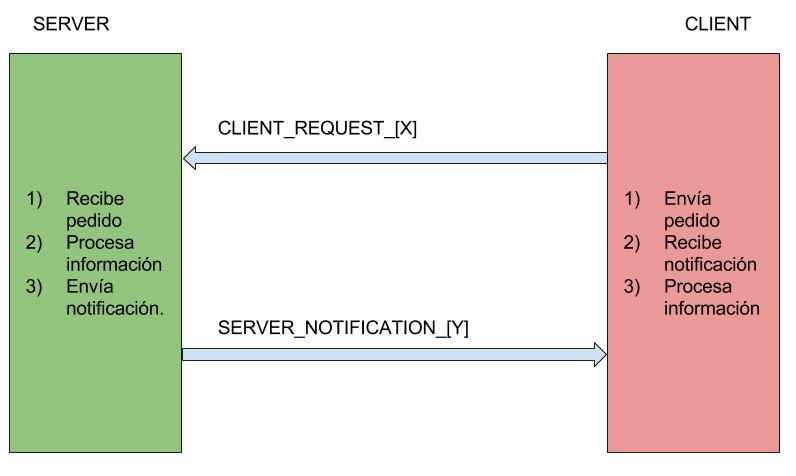 SERVER
CLIENT
CLIENT_REQUEST_[X]
1) Recibe
pedido
2) Procesa
información
3) Envía
notificación.
1) Envía
pedido
2) Recibe
notificación
3) Procesa
información
SERVER_NOTIFICATION_[Y]